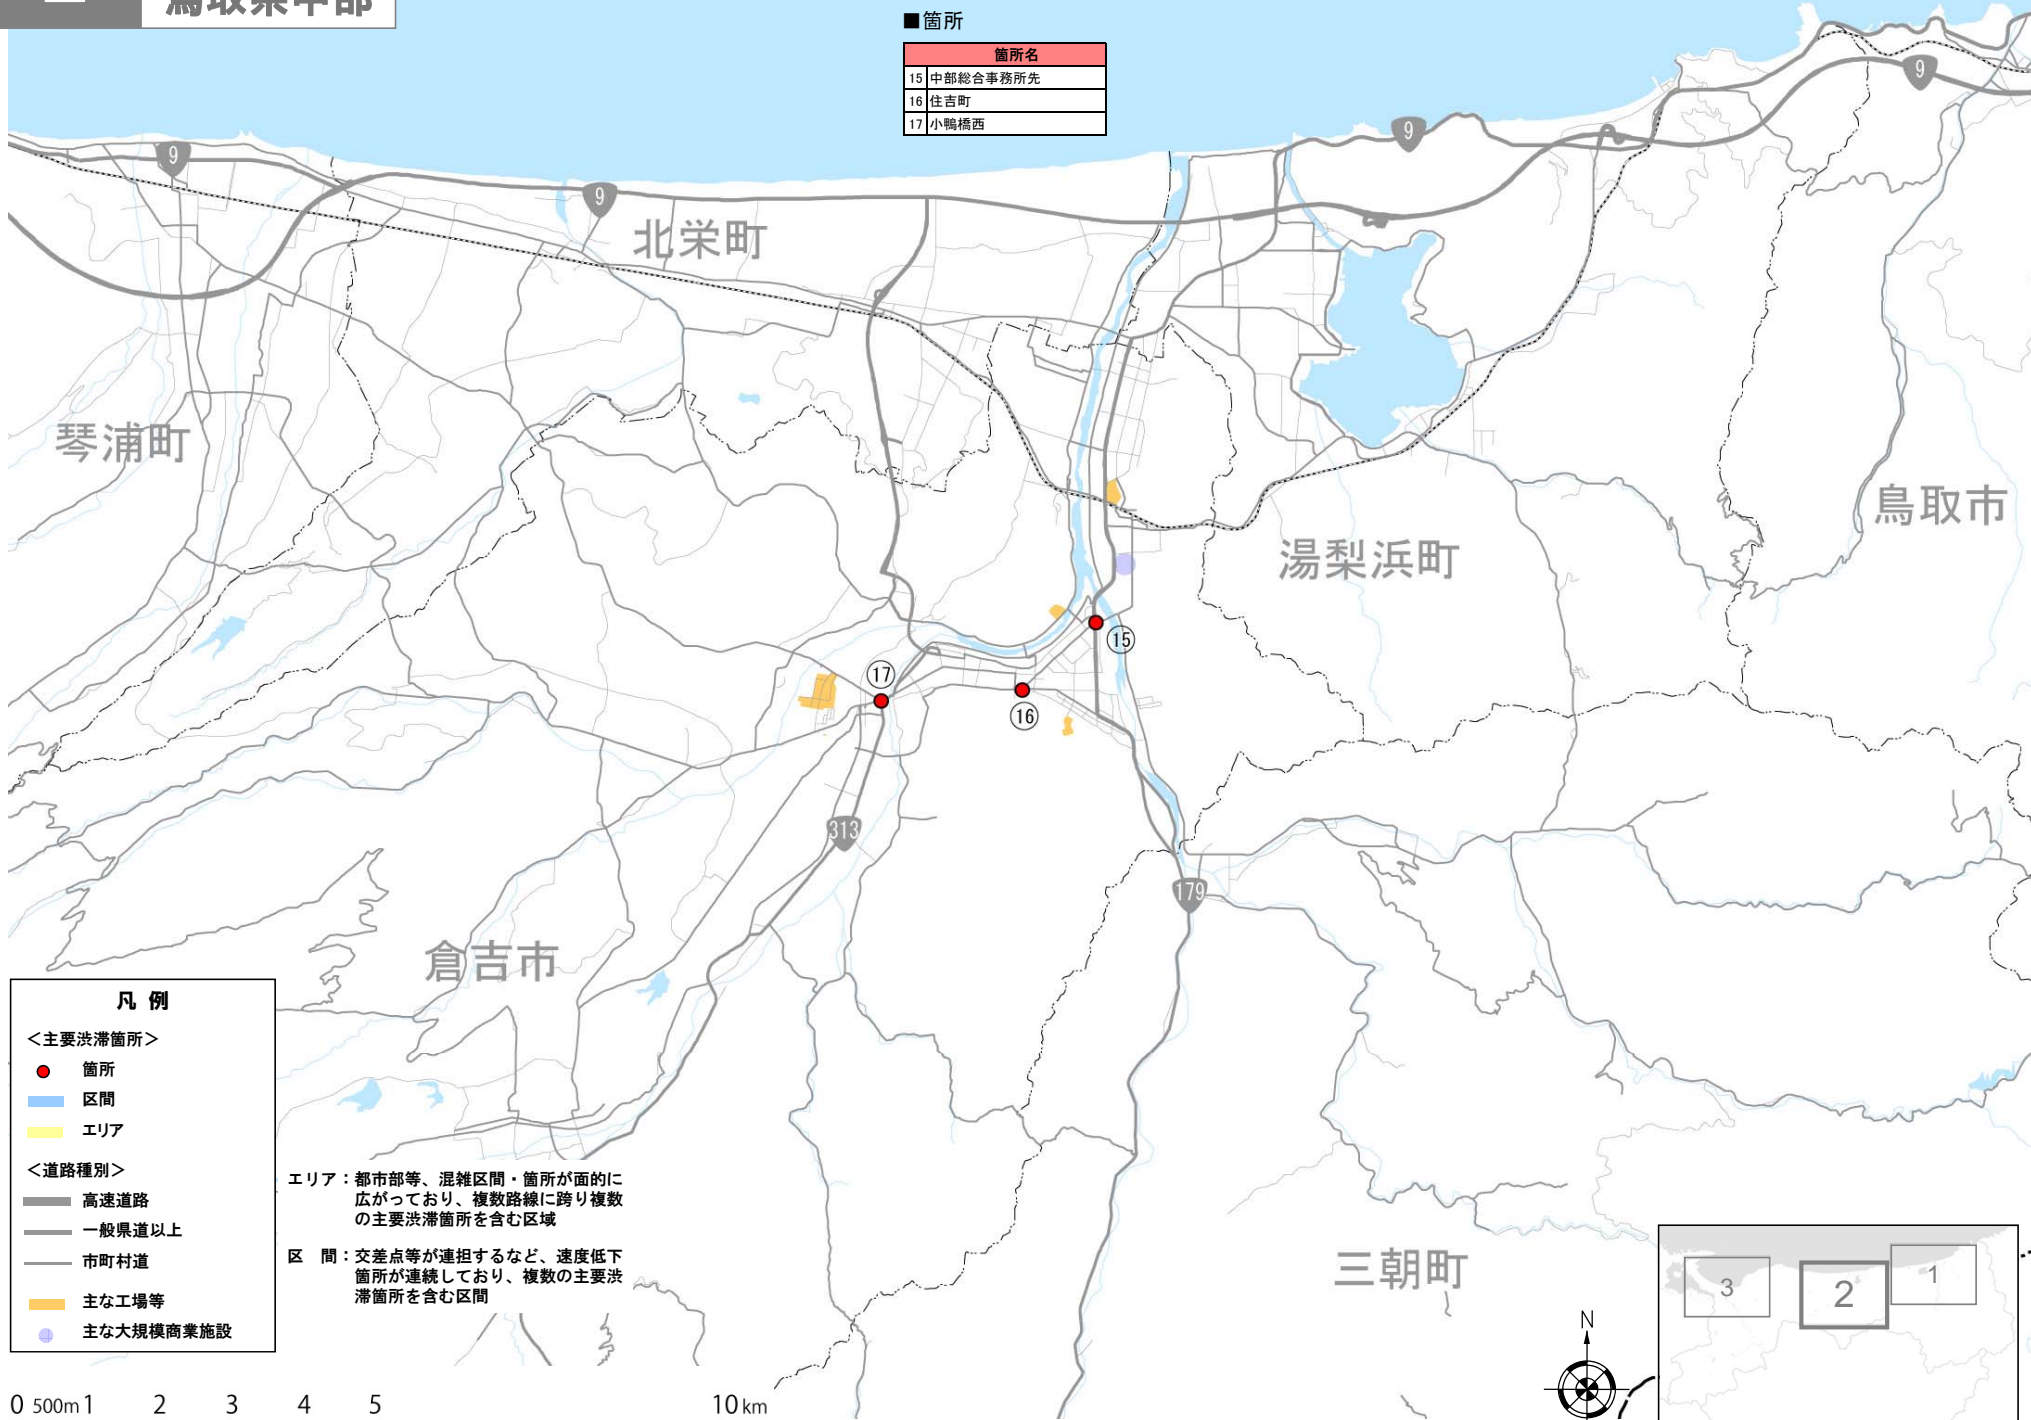 鳥取県中部
■箇所
箇所名
15 中部総合事務所先
16 住吉町
17 小鴨橋西
9
9
9
9
北栄町
琴浦町
鳥取市
湯梨浜町
⑮
⑰
⑯
313
179
倉吉市
三朝町
凡 例
＜主要渋滞箇所＞
箇所
区間
エリア
＜道路種別＞
高速道路
一般県道以上
市町村道
主な工場等
主な大規模商業施設
エリア：都市部等、混雑区間・箇所が面的に
広がっており、複数路線に跨り複数
の主要渋滞箇所を含む区域
区　間：交差点等が連担するなど、速度低下
箇所が連続しており、複数の主要渋
滞箇所を含む区間
N
3
2
1
0 500m 1 2 3 4 5 10 km